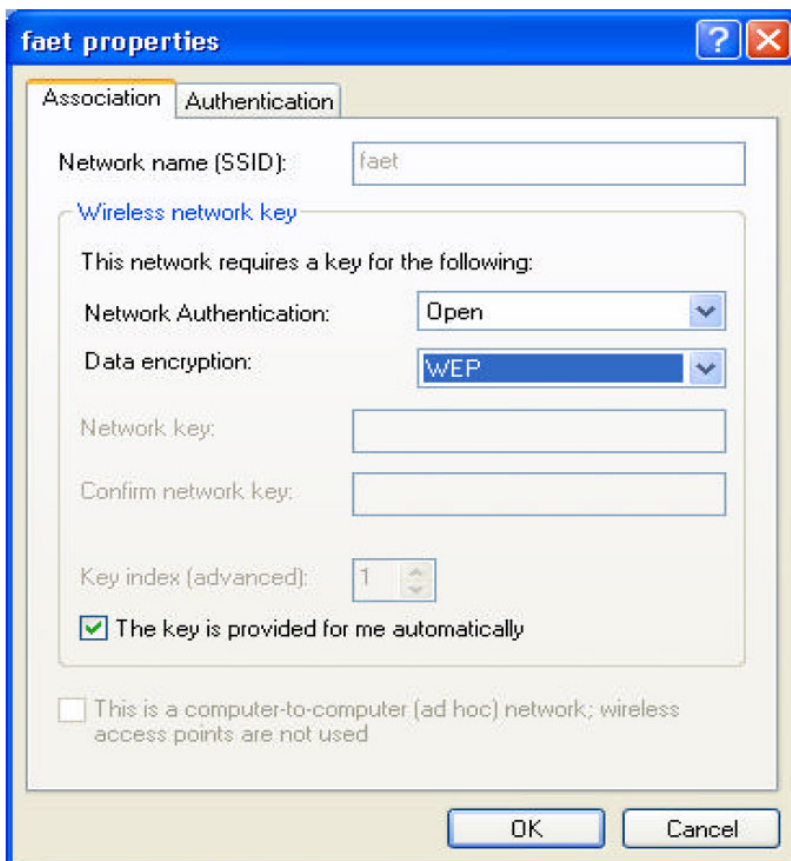 faet properties
Association Authentication
Network name (SSID): faet
Wireless network key
This network requires a key for the following:
Network Authentication: Open
Data encryption: WEP
Network key:
Confirm network key:
Key index (advanced): 1
The key is provided for me automatically
This is a computer-to-computer (ad hoc) network; wireless
access points are not used
OK Cancel